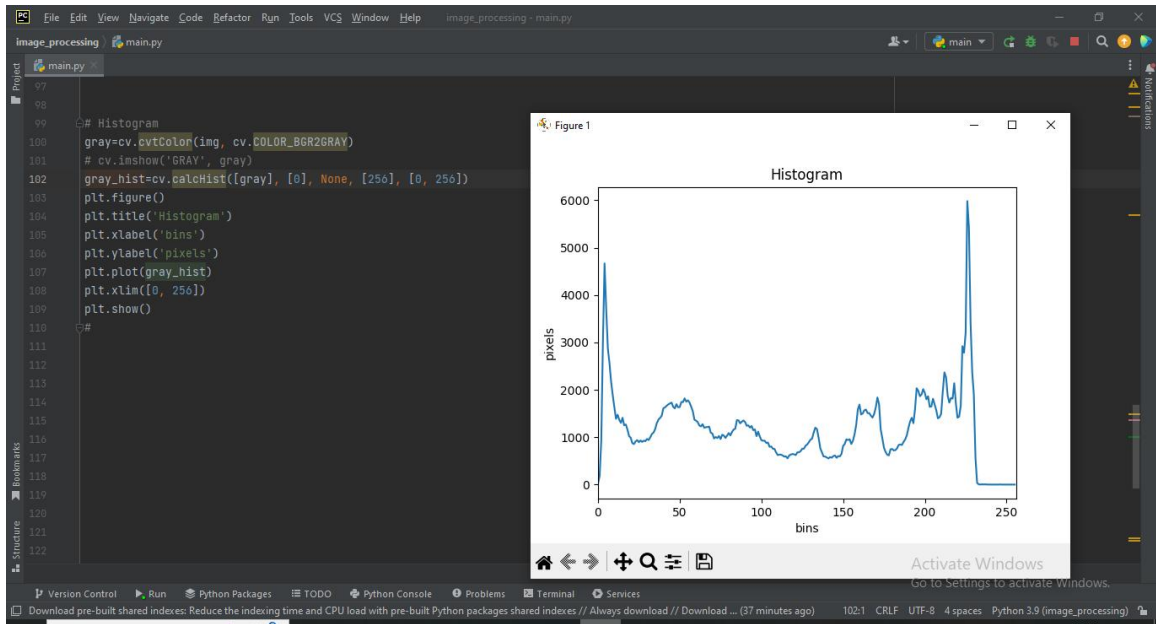 PC File Edit View Navigate Code Refactor Run Tools VCS Window Help image_processing - main.py
image_processing main.py main
Project
main.py
97
98
99 # Histogram
100 gray=cv.cvtColor(img, cv.COLOR_BGR2GRAY)
101 # cv.imshow('GRAY', gray)
102 gray_hist=cv.calcHist([gray], [0], None, [256], [0, 256])
103 plt.figure()
104 plt.title('Histogram')
105 plt.xlabel('bins')
106 plt.ylabel('pixels')
107 plt.plot(gray_hist)
108 plt.xlim([0, 256])
109 plt.show()
110 #
111
112
113
114
115
116
117
118
119
120
121
122
Notifications
Bookmarks
Structure
Figure 1
Histogram
6000
5000
4000
3000
2000
1000
0
pixels
0 50 100 150 200 250
bins
Activate Windows
Go to Settings to activate Windows.
Version Control Run Python Packages TODO Python Console Problems Terminal Services
Download pre-built shared indexes: Reduce the indexing time and CPU load with pre-built Python packages shared indexes // Always download // Download ... (37 minutes ago) 102:1 CRLF UTF-8 4 spaces Python 3.9 (image_processing)